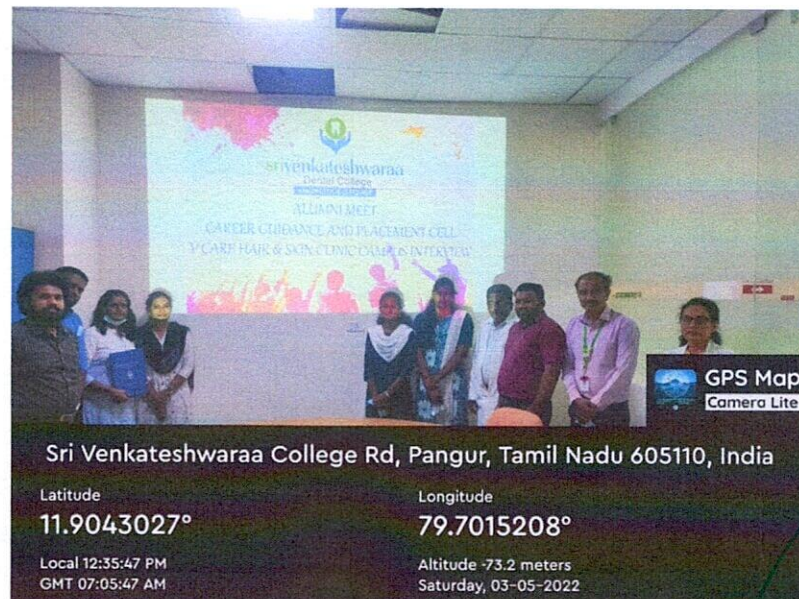 srivenkateshwaraa
Dental College
ALUMNI MEET
CAREER GUIDANCE AND PLACEMENT CELL
V CARE HAIR & SKIN CLINIC CAMPUS INTERVIEW
GPS Map
Camera Lite
Sri Venkateshwaraa College Rd, Pangur, Tamil Nadu 605110, India
Latitude
11.9043027°
Longitude
79.7015208°
Local 12:35:47 PM
GMT 07:05:47 AM
Altitude -73.2 meters
Saturday, 03-05-2022